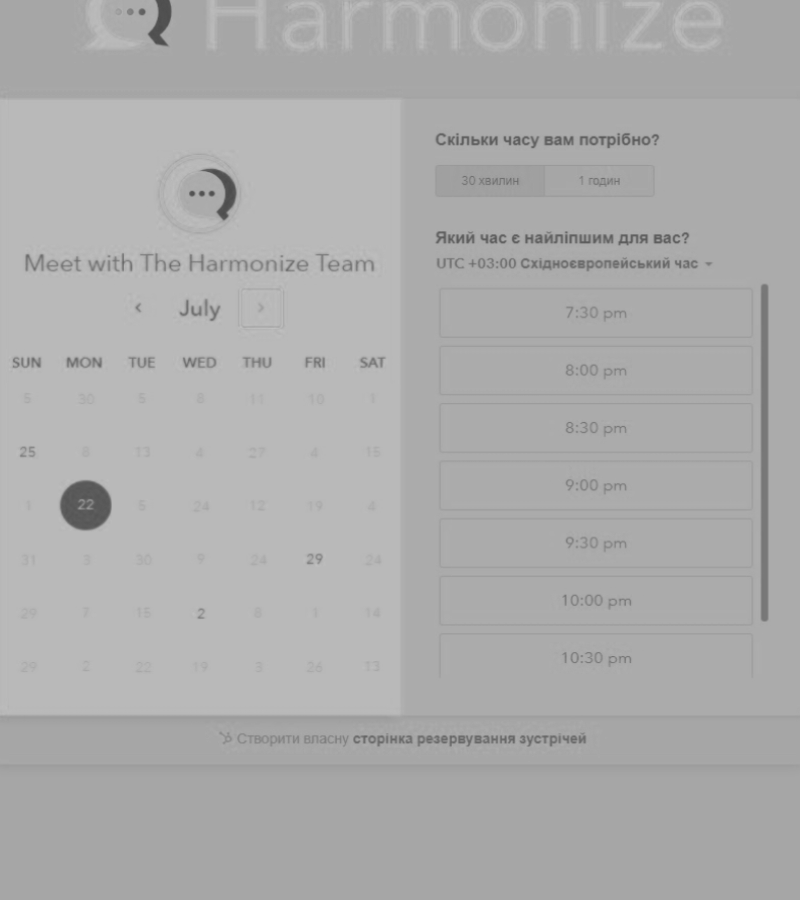 Harmonize
Meet with The Harmonize Team
July
SUN MON TUE WED THU FRI SAT
5 30 5 8 11 10 1
25 8 13 4 27 4 15
1 22 5 24 12 19 4
31 3 30 9 24 29 24
29 7 15 2 8 1 14
29 2 22 19 3 26 13
Скільки часу вам потрібно?
30 хвилин 1 годин
Який час є найліпшим для вас?
UTC +03:00 Східноєвропейський час
7:30 pm
8:00 pm
8:30 pm
9:00 pm
9:30 pm
10:00 pm
10:30 pm
Створити власну сторінка резервування зустрічей